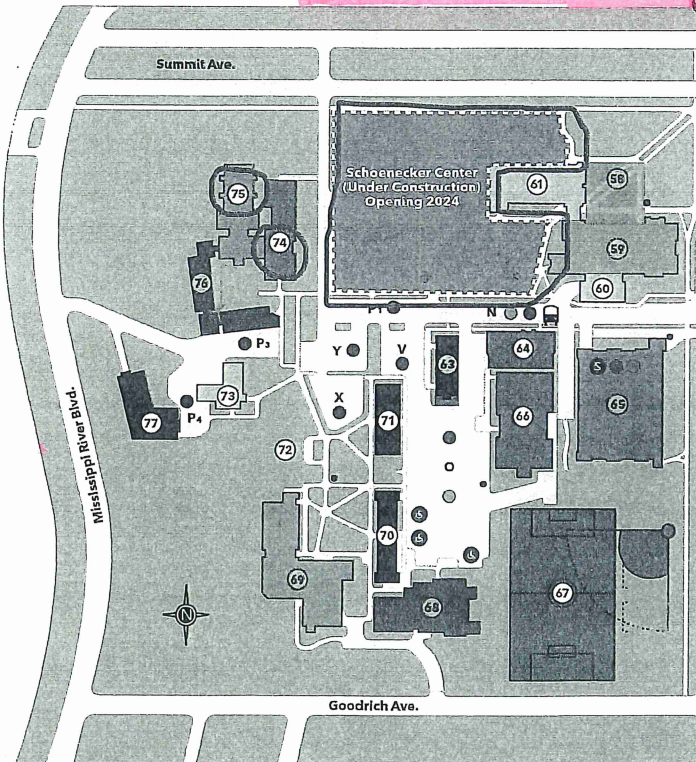 Summit Ave.
75
74
76
Schoenecker Center
(Under Construction)
Opening 2024
61
58
59
60
P1
N
P3
Y
V
63
64
S
65
73
X
71
66
77
P4
72
O
Mississippi River Blvd.
70
69
N
67
68
Goodrich Ave.